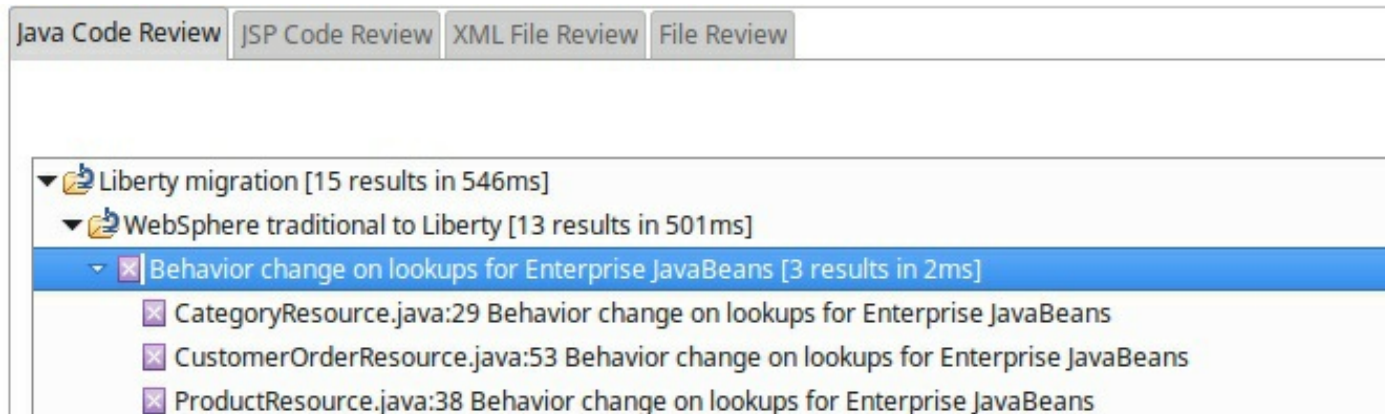 Java Code Review JSP Code Review XML File Review File Review
Liberty migration [15 results in 546ms]
WebSphere traditional to Liberty [13 results in 501ms]
Behavior change on lookups for Enterprise JavaBeans [3 results in 2ms]
CategoryResource.java:29 Behavior change on lookups for Enterprise JavaBeans
CustomerOrderResource.java:53 Behavior change on lookups for Enterprise JavaBeans
ProductResource.java:38 Behavior change on lookups for Enterprise JavaBeans